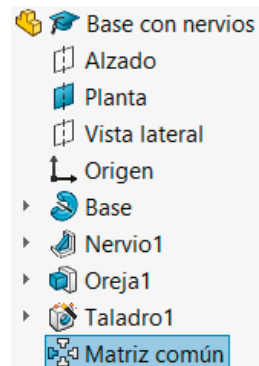 Base con nervios
Alzado
Planta
Vista lateral
Origen
Base
Nervio1
Oreja1
Taladro1
Matriz común